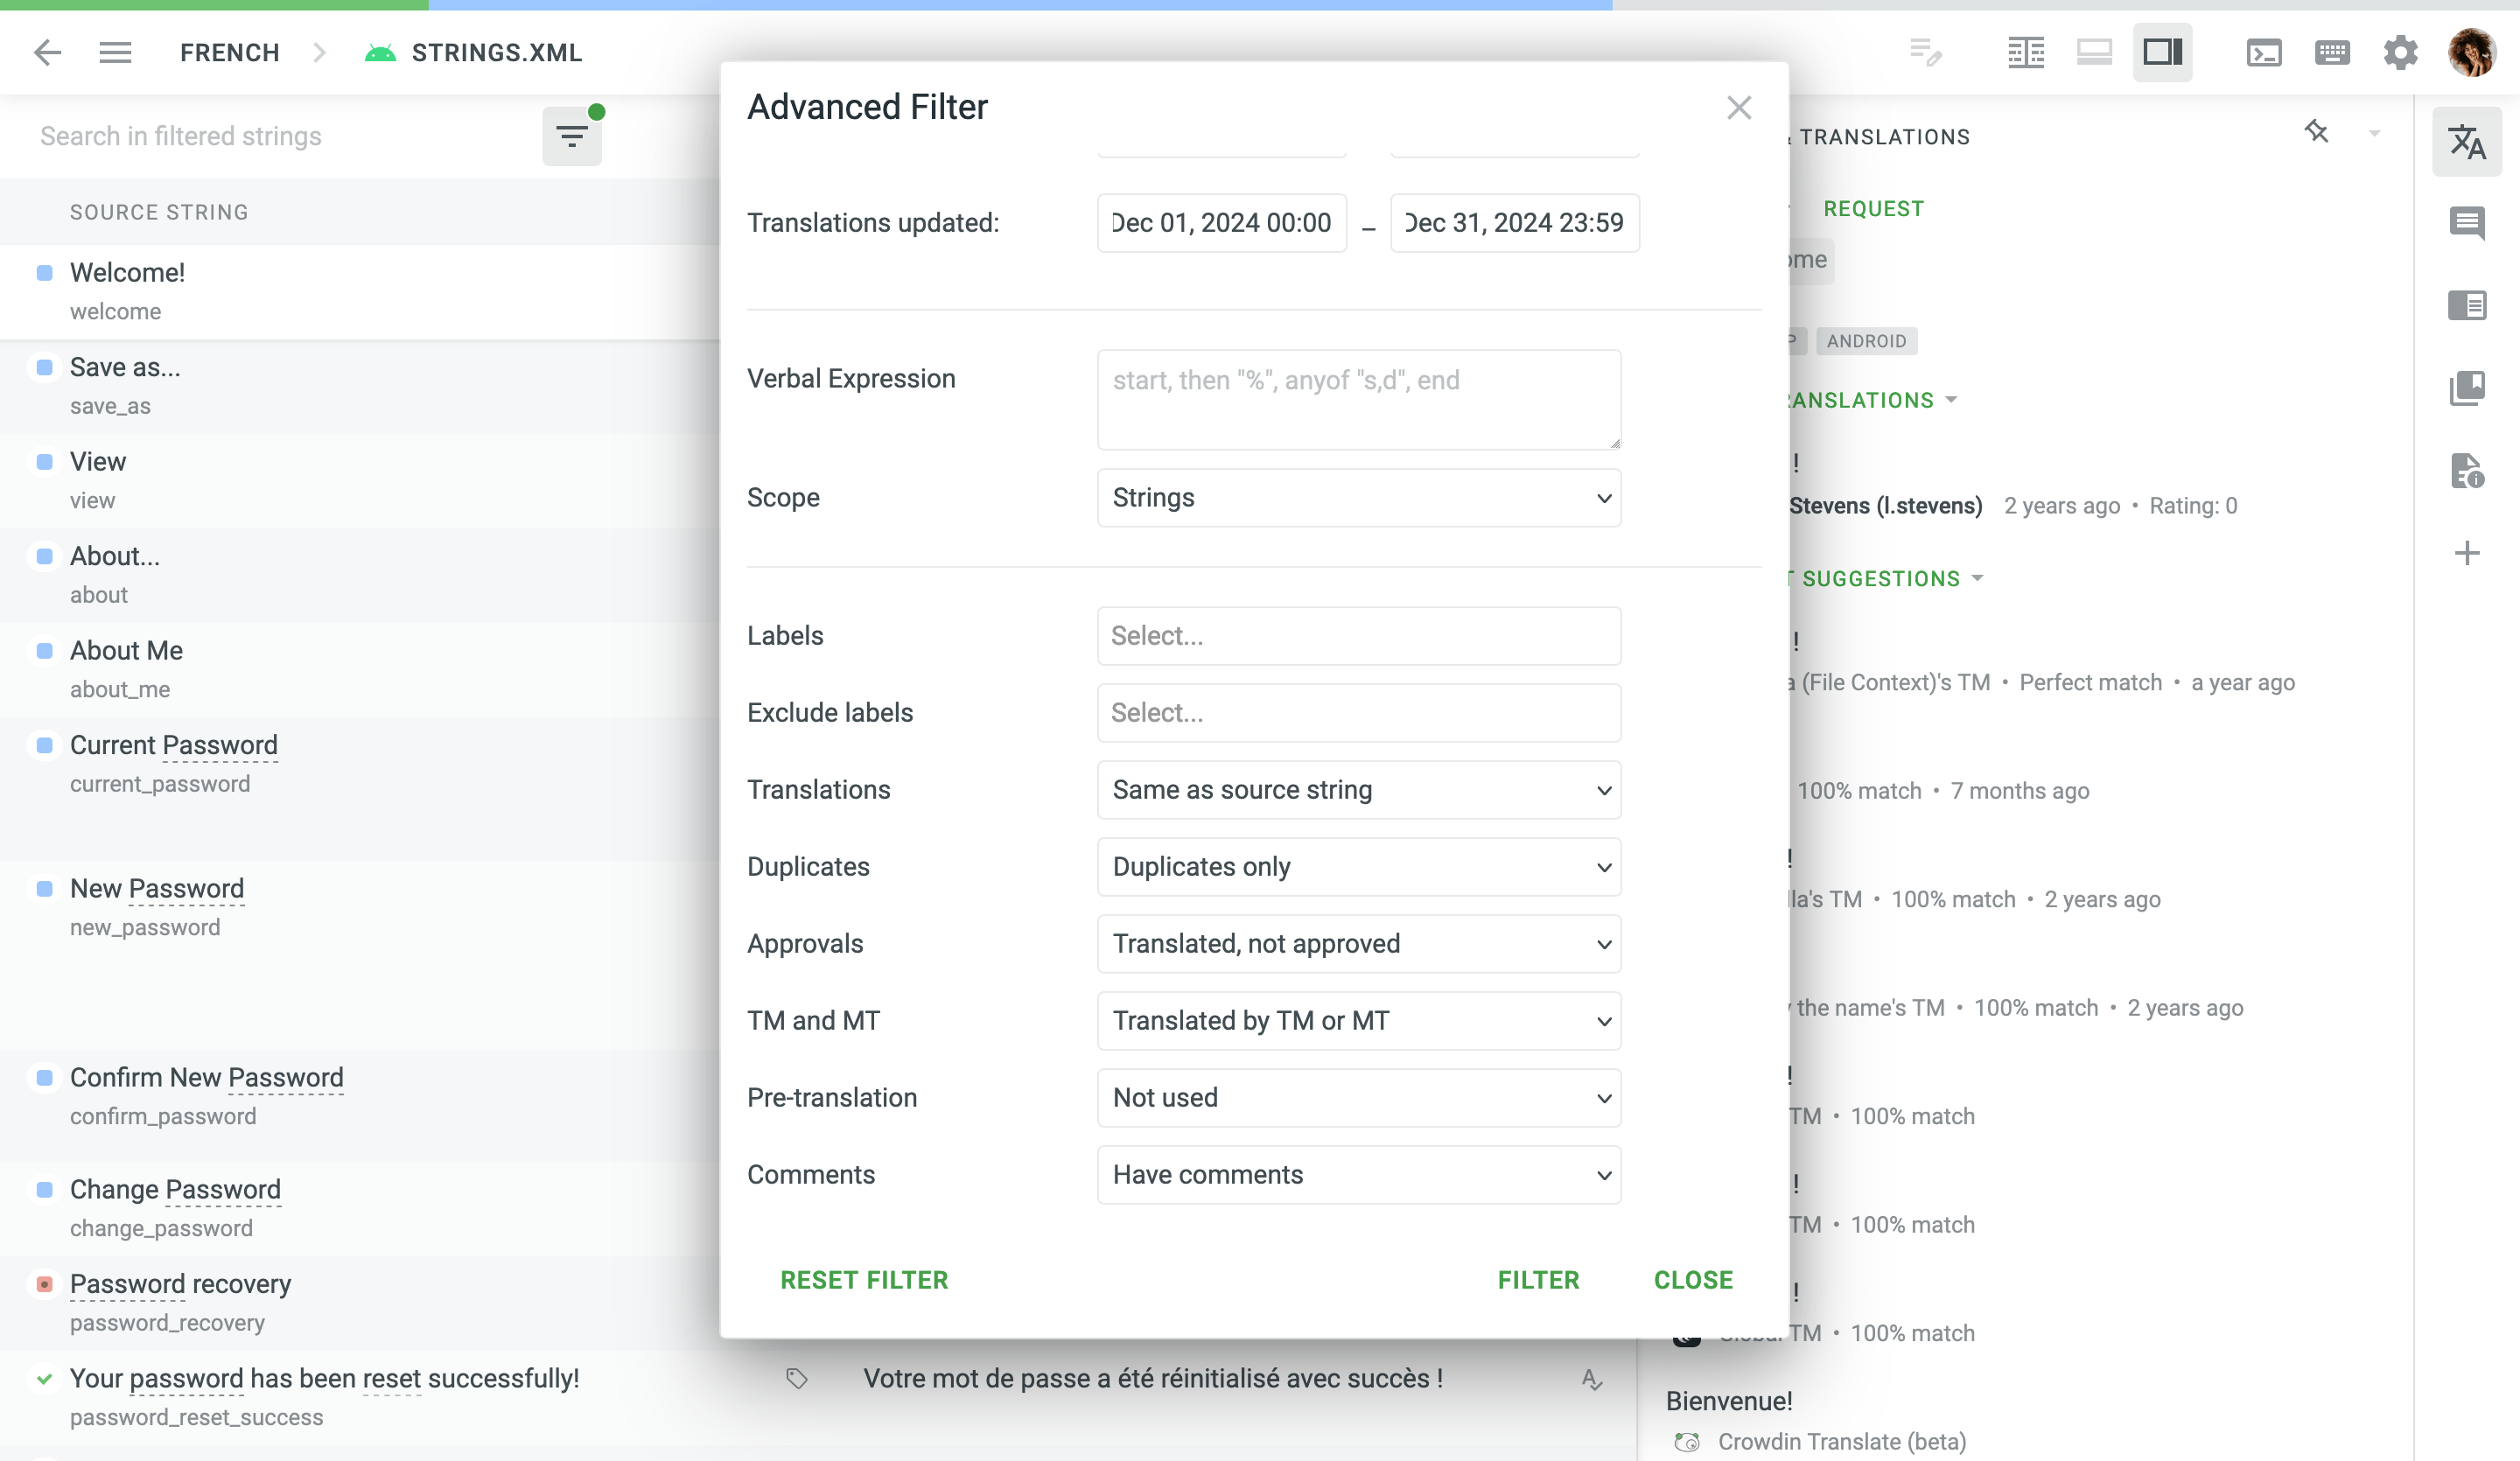 FRENCH
STRINGS.XML
Search in filtered strings
SOURCE STRING
Welcome!
welcome
Save as...
save_as
View
view
About...
about
About Me
about_me
Current Password
current_password
New Password
new_password
Confirm New Password
confirm_password
Change Password
change_password
Password recovery
password_recovery
Your password has been reset successfully!
password_reset_success
Votre mot de passe a été réinitialisé avec succès !
Advanced Filter
Translations updated: Dec 01, 2024 00:00 – Dec 31, 2024 23:59
Verbal Expression start, then "%", anyof "s,d", end
Scope Strings
Labels Select...
Exclude labels Select...
Translations Same as source string
Duplicates Duplicates only
Approvals Translated, not approved
TM and MT Translated by TM or MT
Pre-translation Not used
Comments Have comments
RESET FILTER FILTER CLOSE
TRANSLATIONS
REQUEST
ANDROID
!
Stevens (l.stevens) 2 years ago • Rating: 0
SUGGESTIONS
!
(File Context)'s TM • Perfect match • a year ago
100% match • 7 months ago
!
TM • 100% match • 2 years ago
the name's TM • 100% match • 2 years ago
!
TM • 100% match
!
TM • 100% match
!
TM • 100% match
Bienvenue!
Crowdin Translate (beta)